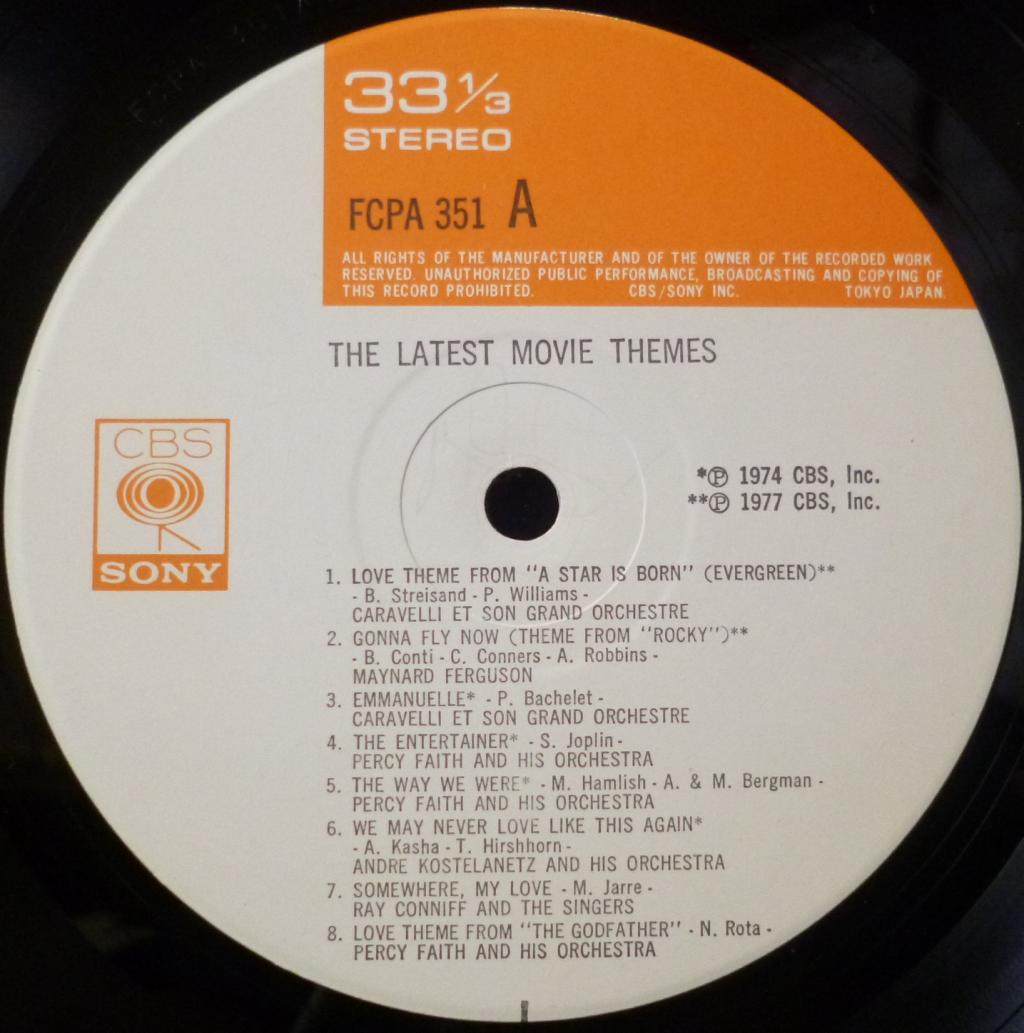 33 1/3
STEREO
FCPA 351 A
ALL RIGHTS OF THE MANUFACTURER AND OF THE OWNER OF THE RECORDED WORK
RESERVED. UNAUTHORIZED PUBLIC PERFORMANCE, BROADCASTING AND COPYING OF
THIS RECORD PROHIBITED. CBS/SONY INC. TOKYO JAPAN.
THE LATEST MOVIE THEMES
CBS
SONY
*℗ 1974 CBS, Inc.
**℗ 1977 CBS, Inc.
1. LOVE THEME FROM "A STAR IS BORN" (EVERGREEN)**
- B. Streisand - P. Williams -
CARAVELLI ET SON GRAND ORCHESTRE
2. GONNA FLY NOW (THEME FROM "ROCKY")**
- B. Conti - C. Conners - A. Robbins -
MAYNARD FERGUSON
3. EMMANUELLE* - P. Bachelet -
CARAVELLI ET SON GRAND ORCHESTRE
4. THE ENTERTAINER* - S. Joplin -
PERCY FAITH AND HIS ORCHESTRA
5. THE WAY WE WERE* - M. Hamlish - A. & M. Bergman -
PERCY FAITH AND HIS ORCHESTRA
6. WE MAY NEVER LOVE LIKE THIS AGAIN*
- A. Kasha - T. Hirshhorn -
ANDRE KOSTELANETZ AND HIS ORCHESTRA
7. SOMEWHERE, MY LOVE - M. Jarre -
RAY CONNIFF AND THE SINGERS
8. LOVE THEME FROM "THE GODFATHER" - N. Rota -
PERCY FAITH AND HIS ORCHESTRA